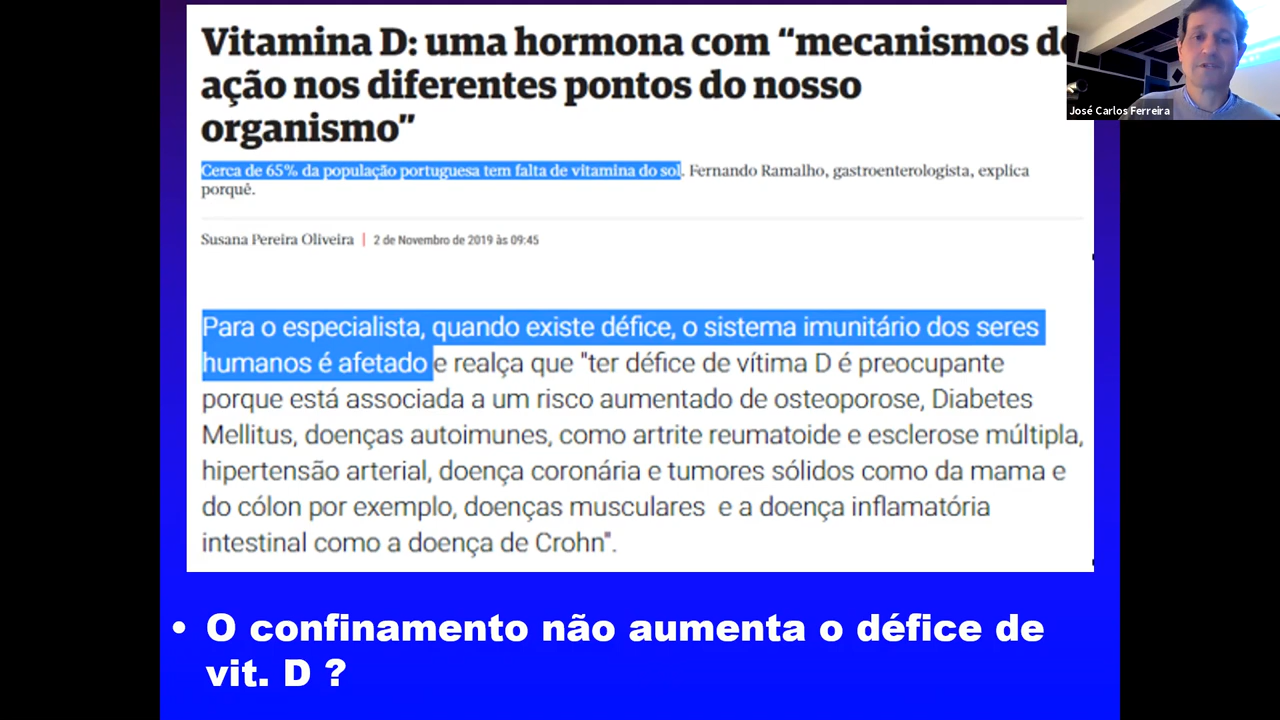 Vitamina D: uma hormona com “mecanismos de
ação nos diferentes pontos do nosso
organismo”
Cerca de 65% da população portuguesa tem falta de vitamina do sol. Fernando Ramalho, gastroenterologista, explica
porquê.
Susana Pereira Oliveira | 2 de Novembro de 2019 às 09:45
Para o especialista, quando existe défice, o sistema imunitário dos seres
humanos é afetado e realça que "ter défice de vítima D é preocupante
porque está associada a um risco aumentado de osteoporose, Diabetes
Mellitus, doenças autoimunes, como artrite reumatoide e esclerose múltipla,
hipertensão arterial, doença coronária e tumores sólidos como da mama e
do cólon por exemplo, doenças musculares e a doença inflamatória
intestinal como a doença de Crohn".
• O confinamento não aumenta o défice de
vit. D ?
José Carlos Ferreira